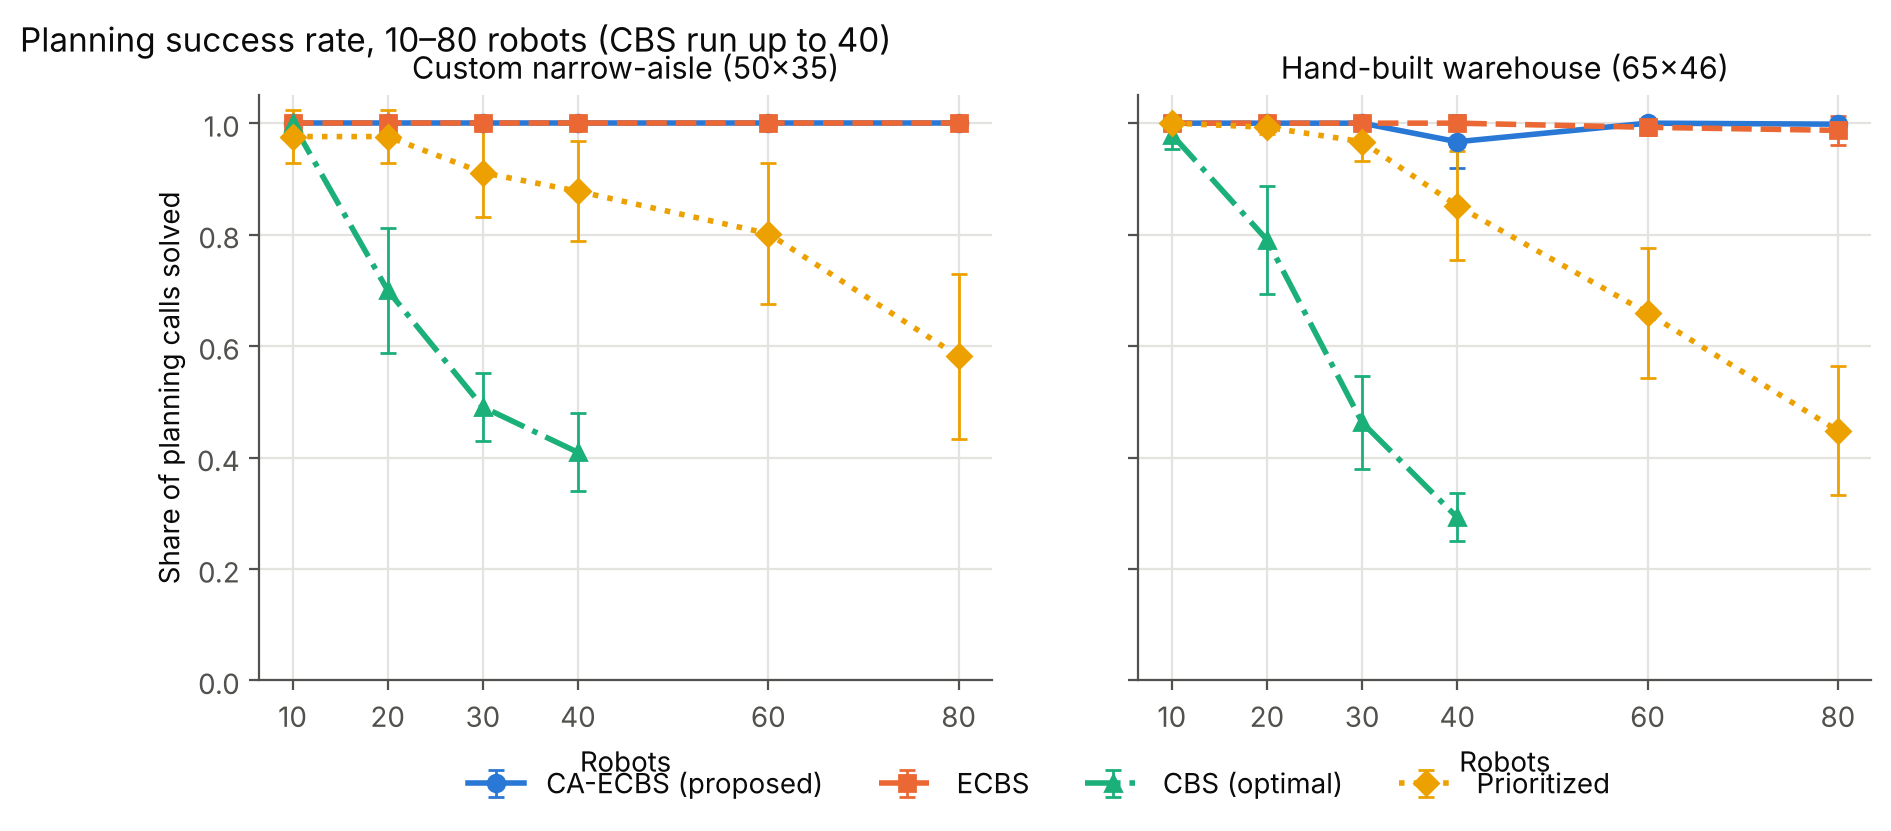 Planning success rate, 10–80 robots (CBS run up to 40)
Custom narrow-aisle (50×35)
Hand-built warehouse (65×46)
Share of planning calls solved
1.0
0.8
0.6
0.4
0.2
0.0
10 20 30 40 60 80
10 20 30 40 60 80
Robots
Robots
CA-ECBS (proposed) ECBS CBS (optimal) Prioritized